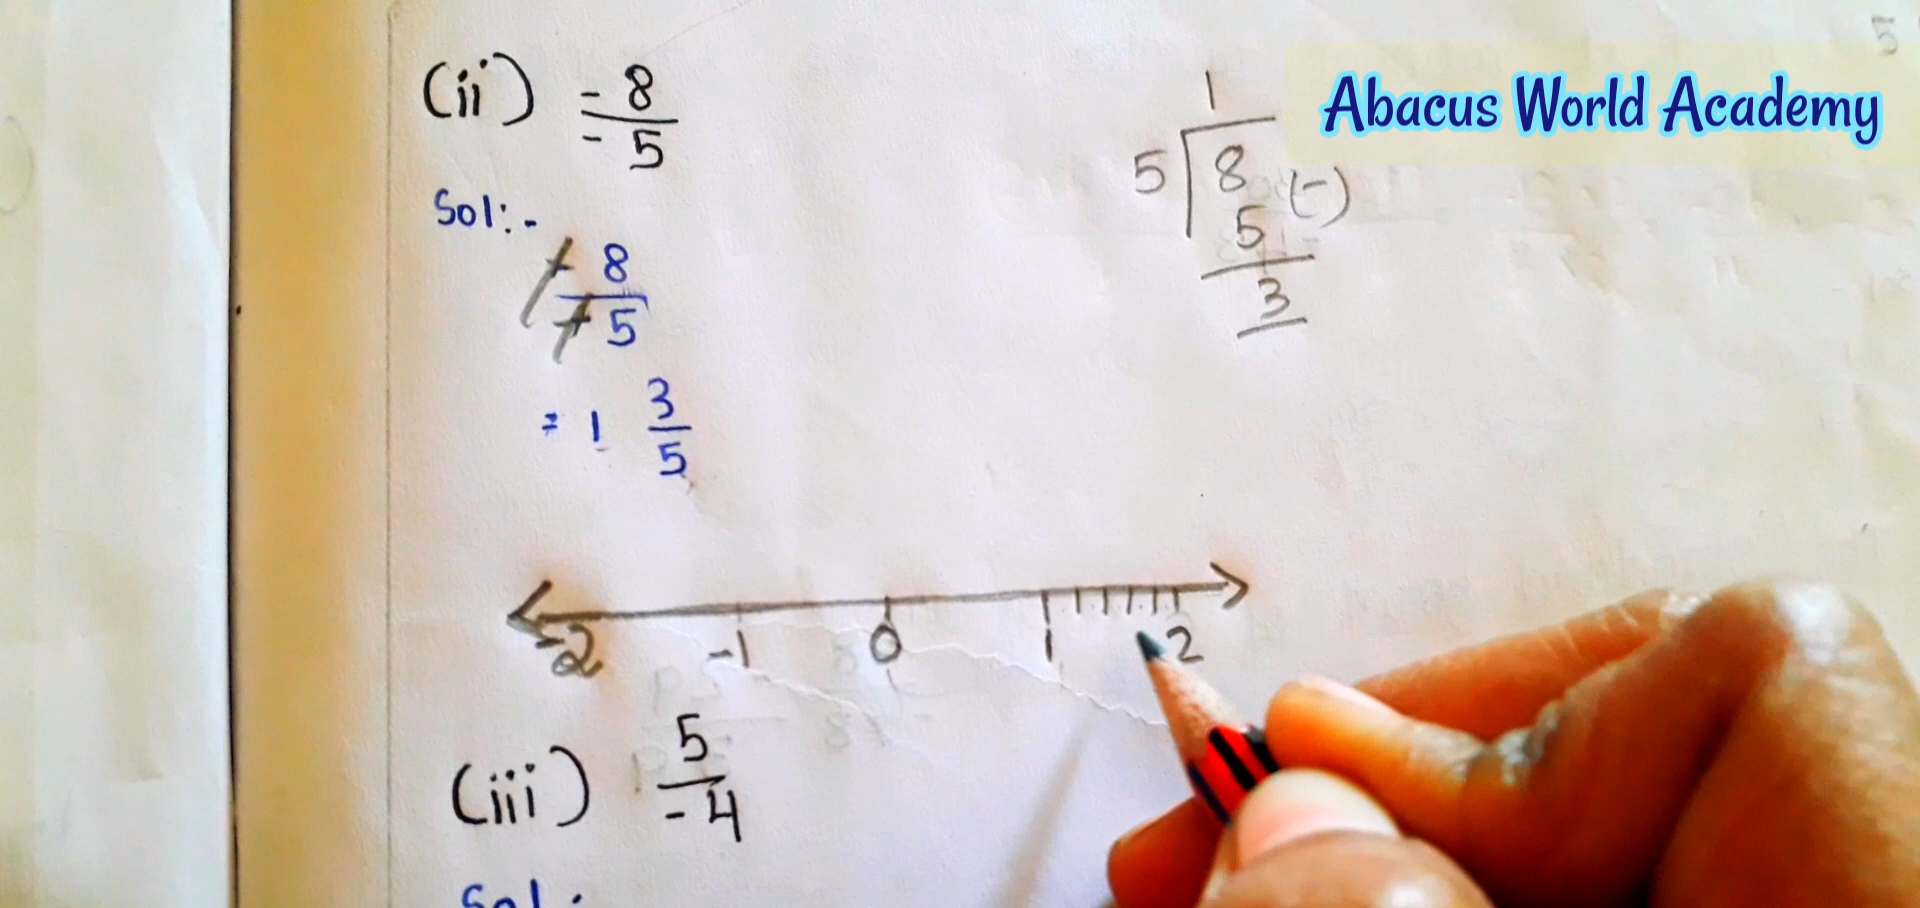 Abacus World Academy
(ii) -8/-5
1
5 8 (-)
5
3
Sol:-
-8/-5
= 1 3/5
-2 -1 0 1 2
(iii) 5/-4
Sol: